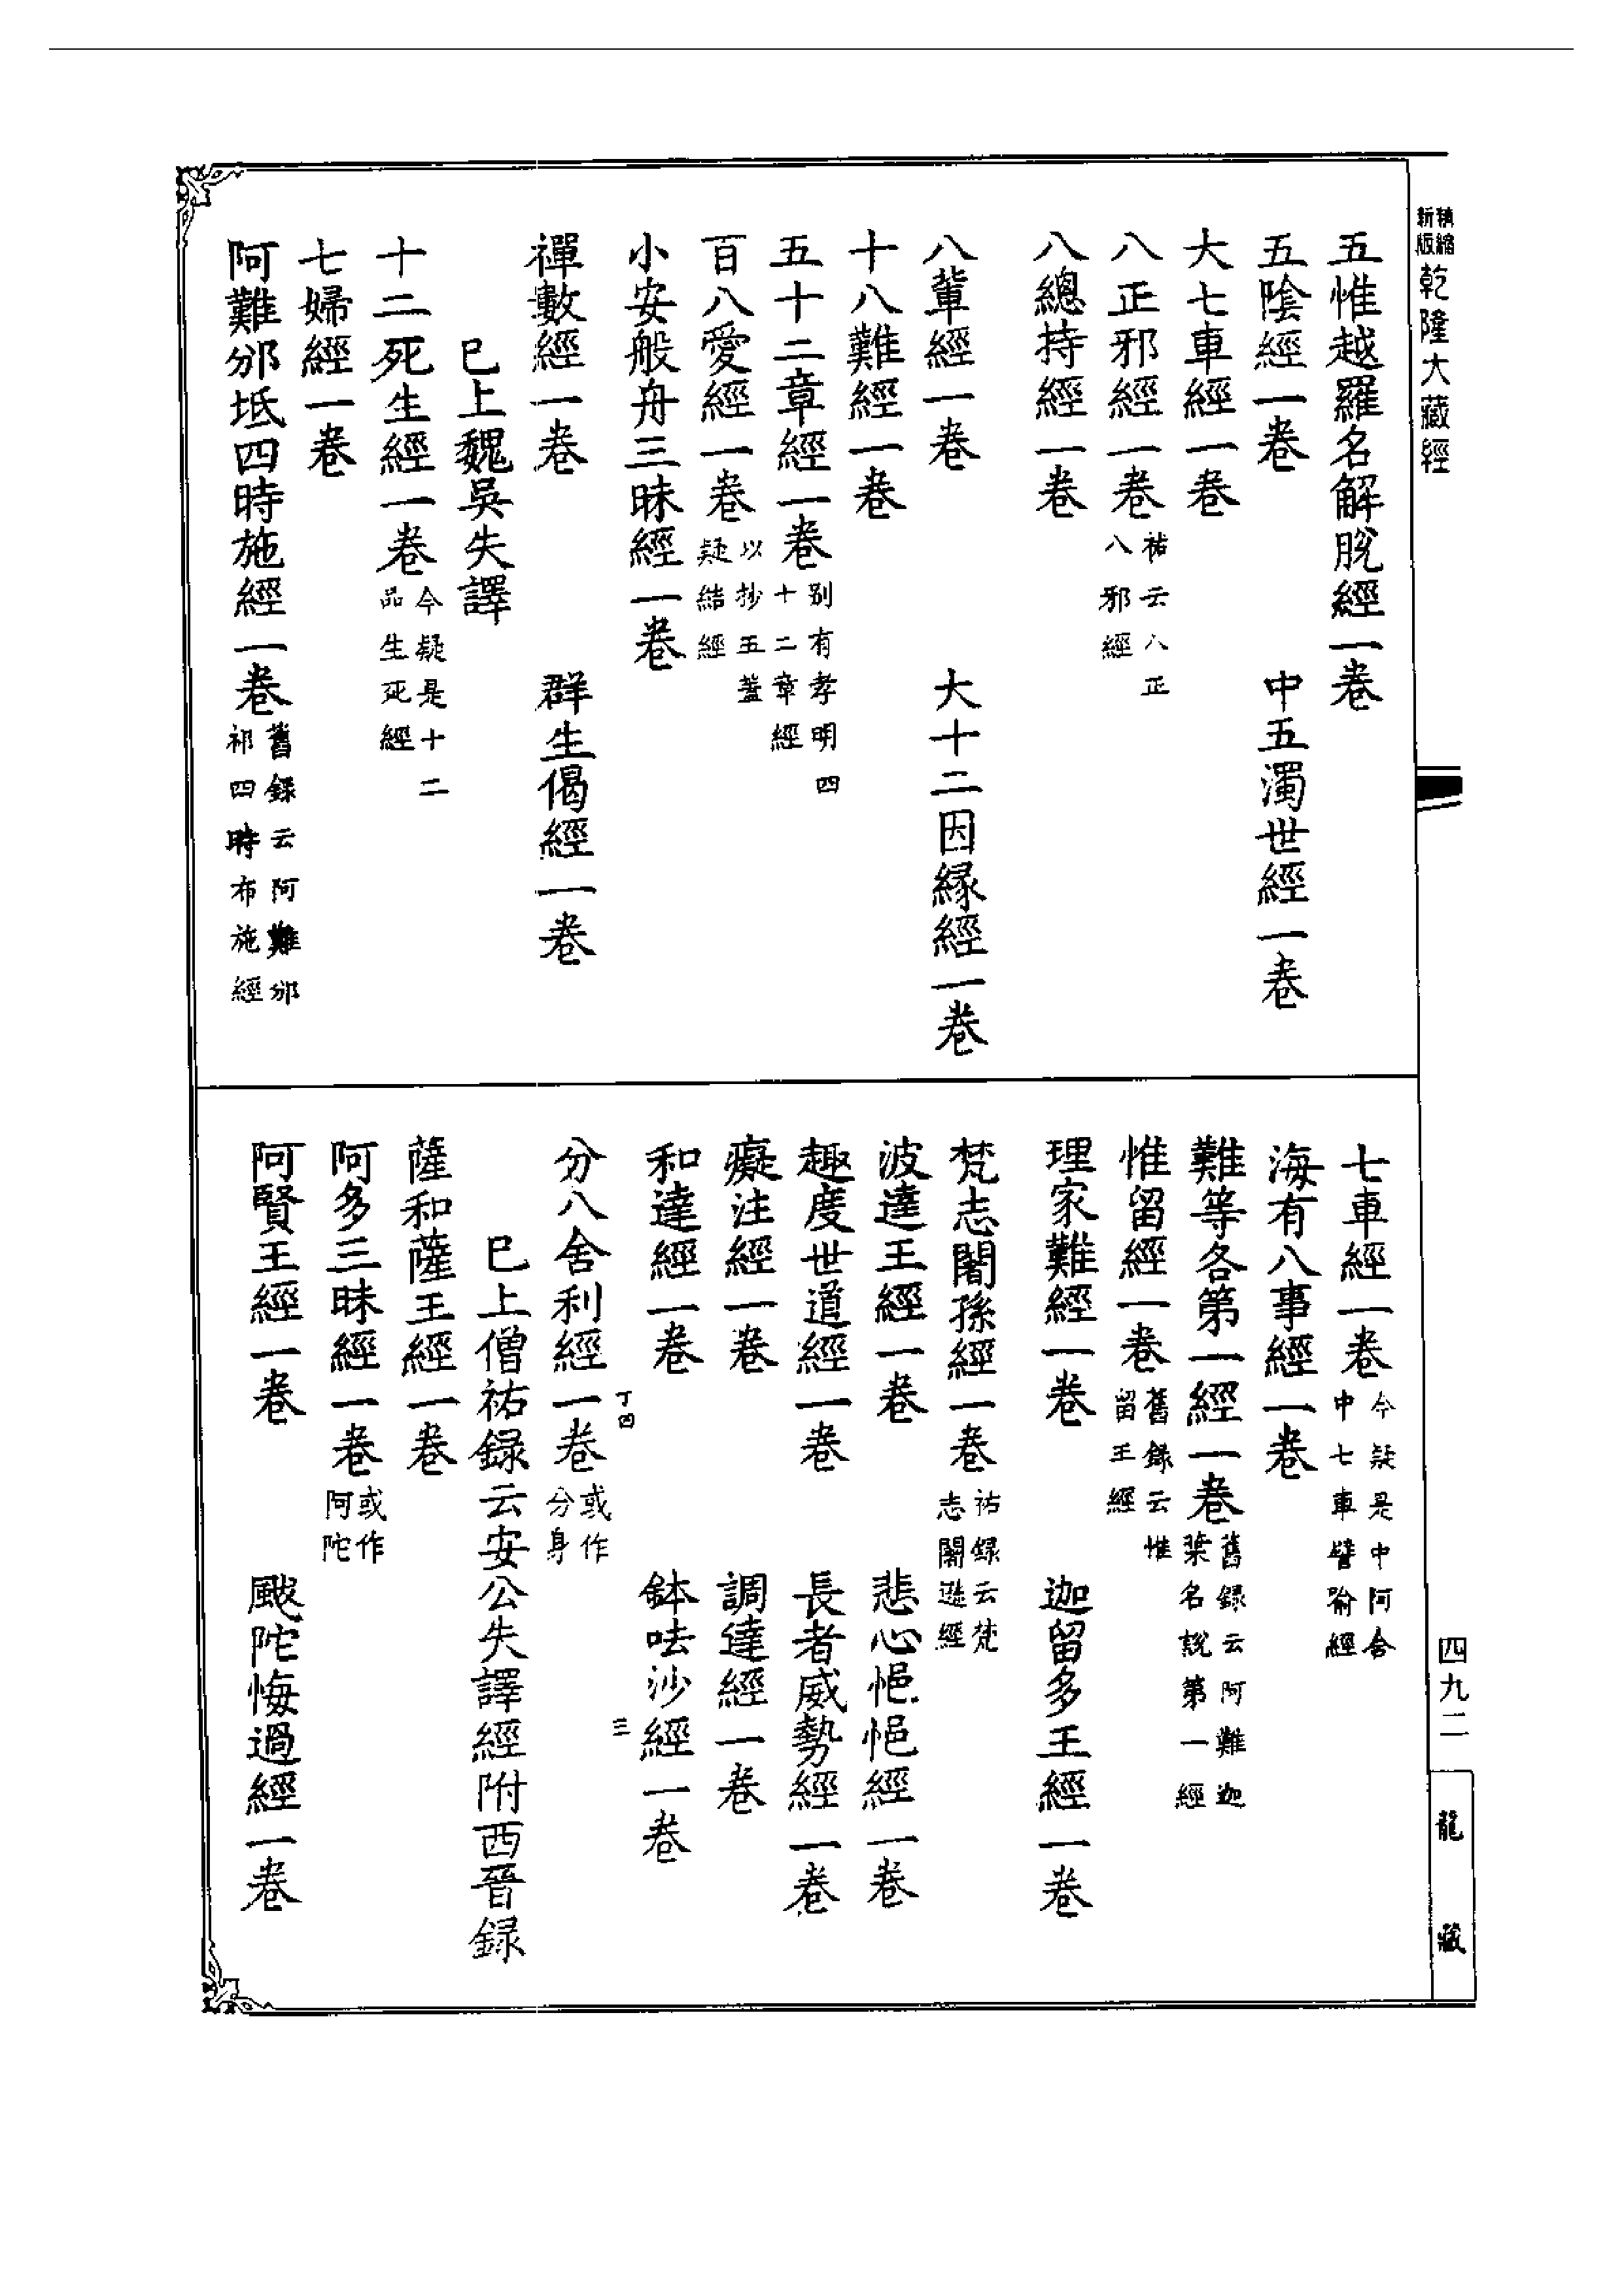 精縮新版 乾隆大藏經
五惟越羅名解脫經一卷
五陰經一卷 中五濁世經一卷
大七車經一卷
八正邪經一卷 祐云八正八邪經
八總持經一卷
八輩經一卷 大十二因緣經一卷
十八難經一卷
五十二章經一卷 別有孝明四十二章經
百八愛經一卷 以抄五蓋疑結經
小安般舟三昧經一卷
禪數經一卷 群生偈經一卷
已上魏吳失譯
十二死生經一卷 今疑是十二品生死經
七婦經一卷
阿難邠坻四時施經一卷 舊錄云阿難邠祁四時布施經
七車經一卷 今疑是中阿含中七車譬喻經
海有八事經一卷
難等各第一經一卷 舊録云阿難迦葉名説第一經
惟留經一卷 舊録云惟留王經
理家難經一卷 迦留多王經一卷
梵志闍孫經一卷 祐録云梵志闍遜經
波達王經一卷 悲心悒悒經一卷
趣度世道經一卷 長者威勢經一卷
癡注經一卷 調達經一卷
和達經一卷 鉢呿沙經一卷
丁四 三
分八舍利經一卷 或作分身
已上僧祐録云安公失譯經附西晉録
薩和薩王經一卷
阿多三昧經一卷 或作阿陀
阿賢王經一卷 颰陀悔過經一卷
四九二
龍藏